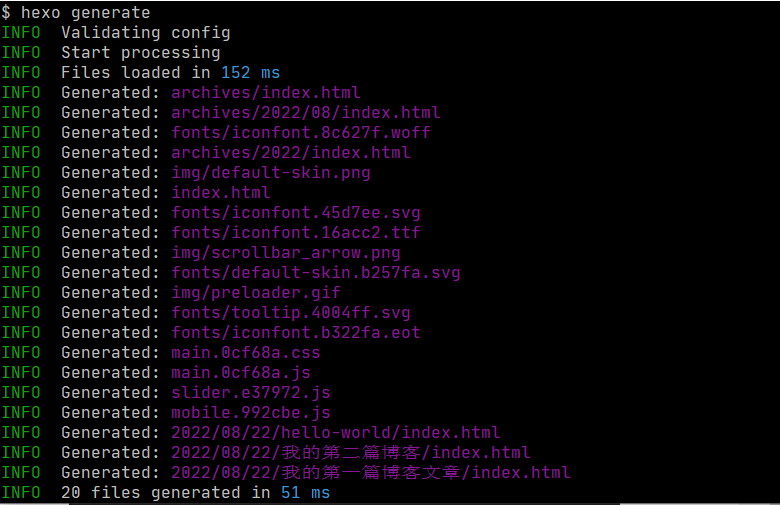 $ hexo generate
INFO  Validating config
INFO  Start processing
INFO  Files loaded in 152 ms
INFO  Generated: archives/index.html
INFO  Generated: archives/2022/08/index.html
INFO  Generated: fonts/iconfont.8c627f.woff
INFO  Generated: archives/2022/index.html
INFO  Generated: img/default-skin.png
INFO  Generated: index.html
INFO  Generated: fonts/iconfont.45d7ee.svg
INFO  Generated: fonts/iconfont.16acc2.ttf
INFO  Generated: img/scrollbar_arrow.png
INFO  Generated: fonts/default-skin.b257fa.svg
INFO  Generated: img/preloader.gif
INFO  Generated: fonts/tooltip.4004ff.svg
INFO  Generated: fonts/iconfont.b322fa.eot
INFO  Generated: main.0cf68a.css
INFO  Generated: main.0cf68a.js
INFO  Generated: slider.e37972.js
INFO  Generated: mobile.992cbe.js
INFO  Generated: 2022/08/22/hello-world/index.html
INFO  Generated: 2022/08/22/我的第二篇博客/index.html
INFO  Generated: 2022/08/22/我的第一篇博客文章/index.html
INFO  20 files generated in 51 ms